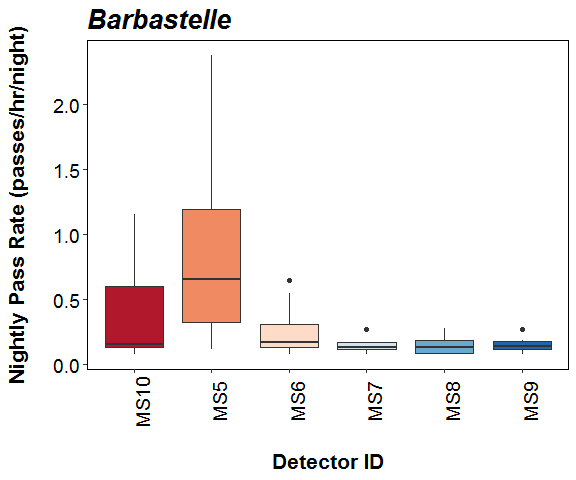 Barbastelle
Nightly Pass Rate (passes/hr/night)
2.0
1.5
1.0
0.5
0.0
MS10 MS5 MS6 MS7 MS8 MS9
Detector ID